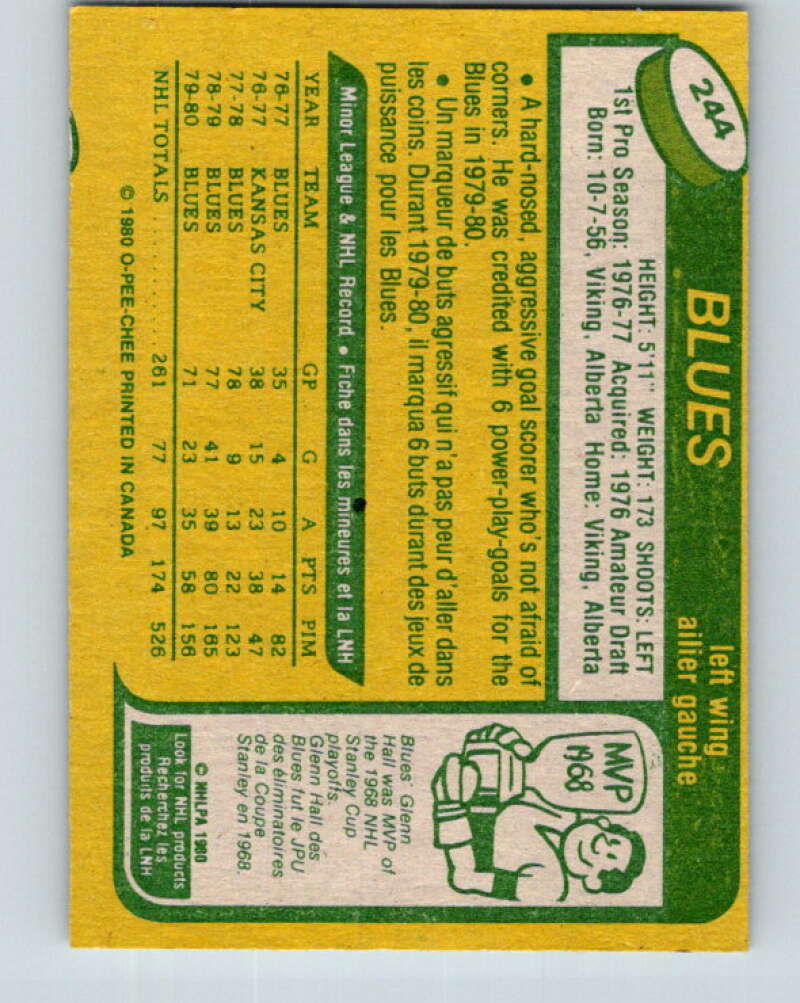 244
BLUES
left wing
ailier gauche
HEIGHT: 5'11" WEIGHT: 173 SHOOTS: LEFT
1st Pro Season: 1976-77 Acquired: 1976 Amateur Draft
Born: 10-7-56, Viking, Alberta Home: Viking, Alberta
• A hard-nosed, aggressive goal scorer who's not afraid of
corners. He was credited with 6 power-play-goals for the
Blues in 1979-80.
• Un marqueur de buts agressif qui n'a pas peur d'aller dans
les coins. Durant 1979-80, il marqua 6 buts durant des jeux de
puissance pour les Blues.
Minor League & NHL Record • Fiche dans les mineures et la LNH
YEAR TEAM GP G A PTS PIM
76-77 BLUES 35 4 10 14 82
76-77 KANSAS CITY 38 15 23 38 47
77-78 BLUES 78 9 13 22 123
78-79 BLUES 77 41 39 80 165
79-80 BLUES 71 23 35 58 156
NHL TOTALS ............ 261 77 97 174 526
© 1980 O-PEE-CHEE PRINTED IN CANADA
MVP
1968
Blues' Glenn
Hall was MVP of
the 1968 NHL
Stanley Cup
playoffs.
Glenn Hall des
Blues fut le JPU
des éliminatoires
de la Coupe
Stanley en 1968.
© NHLPA 1980
Look for NHL products
Recherchez les
produits de la LNH